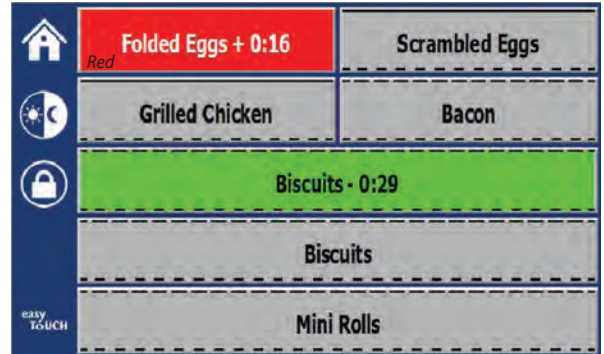 Folded Eggs + 0:16
Red
Scrambled Eggs
Grilled Chicken
Bacon
Biscuits - 0:29
Biscuits
easy
TOUCH
Mini Rolls